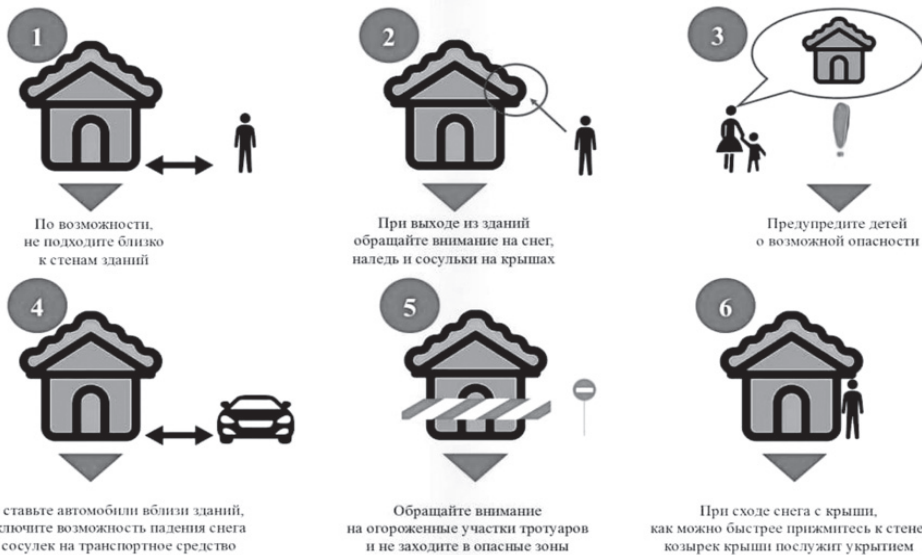 1
По возможности,
не подходите близко
к стенам зданий
2
При выходе из зданий
обращайте внимание на снег,
наледь и сосульки на крышах
3
Предупредите детей
о возможной опасности
4
ставьте автомобили вблизи зданий,
ключите возможность падения снега
сосулек на транспортное средство
5
Обращайте внимание
на огороженные участки тротуаров
и не заходите в опасные зоны
6
При сходе снега с крыши,
как можно быстрее прижмитесь к стене
козырек крыши послужит укрытием